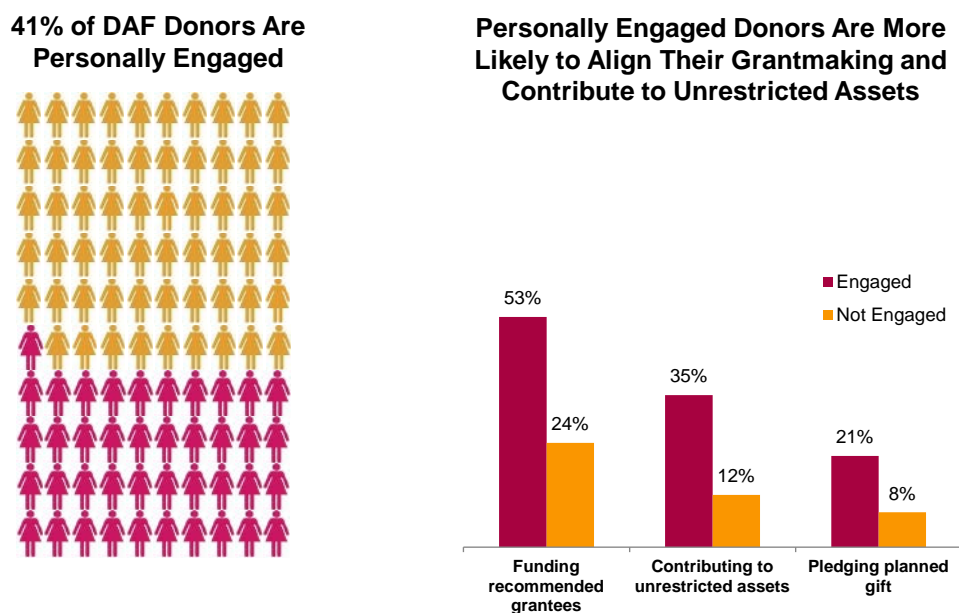 41% of DAF Donors Are
Personally Engaged
Personally Engaged Donors Are More
Likely to Align Their Grantmaking and
Contribute to Unrestricted Assets
Engaged
Not Engaged
53%
24%
35%
12%
21%
8%
Funding
recommended
grantees
Contributing to
unrestricted assets
Pledging planned
gift